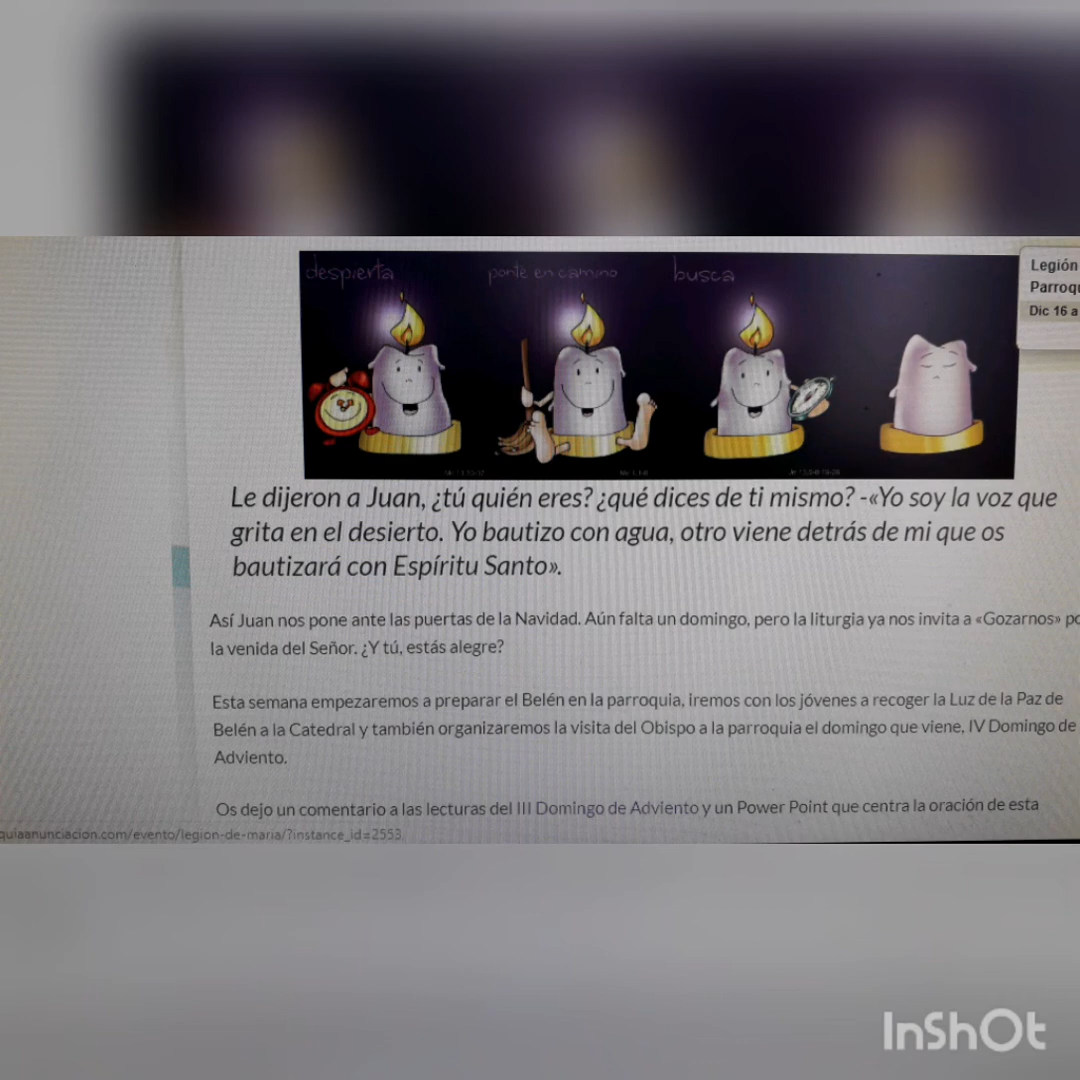 despierta
ponte en camino
busca
Legión
Parroqu
Dic 16 a
Le dijeron a Juan, ¿tú quién eres? ¿qué dices de ti mismo? -«Yo soy la voz que
grita en el desierto. Yo bautizo con agua, otro viene detrás de mi que os
bautizará con Espíritu Santo».
Así Juan nos pone ante las puertas de la Navidad. Aún falta un domingo, pero la liturgia ya nos invita a «Gozarnos» po
la venida del Señor. ¿Y tú, estás alegre?
Esta semana empezaremos a preparar el Belén en la parroquia, iremos con los jóvenes a recoger la Luz de la Paz de
Belén a la Catedral y también organizaremos la visita del Obispo a la parroquia el domingo que viene, IV Domingo de
Adviento.
Os dejo un comentario a las lecturas del III Domingo de Adviento y un Power Point que centra la oración de esta
quiaanunciacion.com/evento/legion-de-maria/?instance_id=2553
InShOt